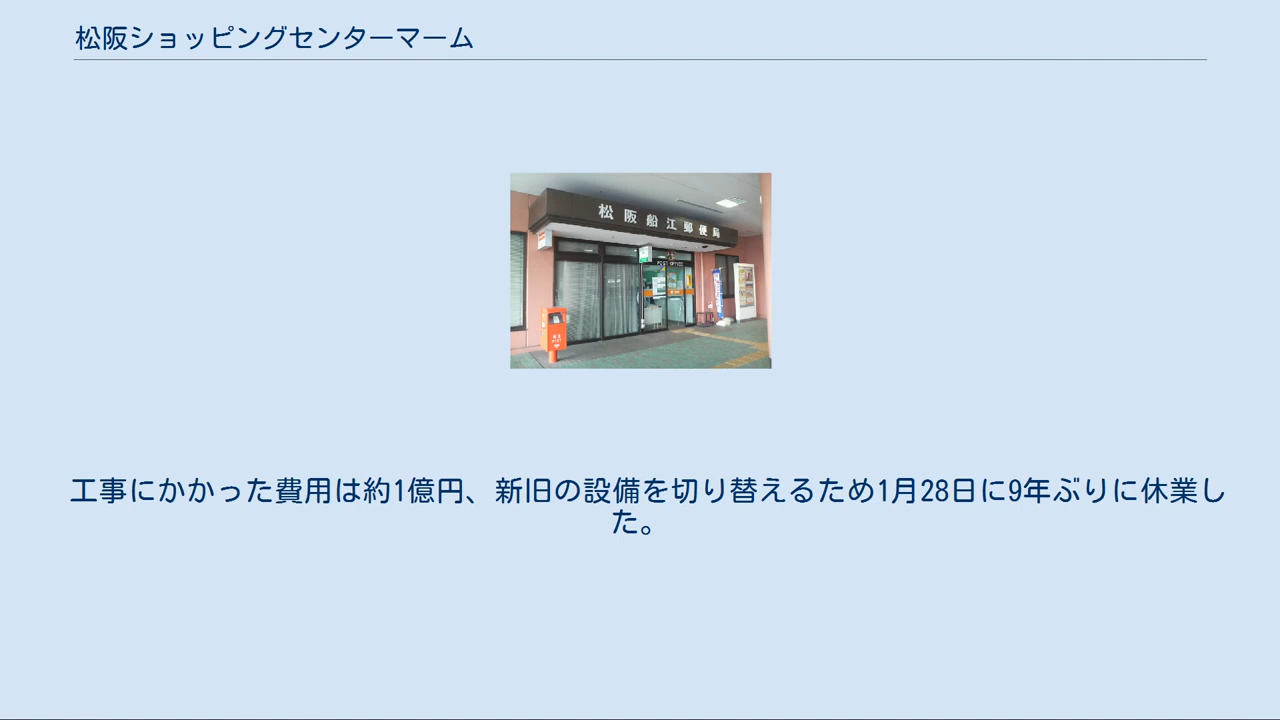 松阪ショッピングセンターマーム
松阪船江郵便局
POST OFFICE
工事にかかった費用は約1億円、新旧の設備を切り替えるため1月28日に9年ぶりに休業し
た。